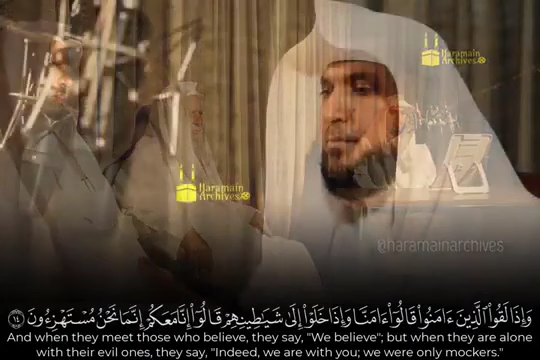 Haramain
Archives
Haramain
Archives
@haramainarchives
وَإِذَا لَقُوا۟ ٱلَّذِينَ ءَامَنُوا۟ قَالُوٓا۟ ءَامَنَّا وَإِذَا خَلَوْا۟ إِلَىٰ شَيَـٰطِينِهِمْ قَالُوٓا۟ إِنَّا مَعَكُمْ إِنَّمَا نَحْنُ مُسْتَهْزِءُونَ ١٤
And when they meet those who believe, they say, "We believe"; but when they are alone
with their evil ones, they say, "Indeed, we are with you; we were only mockers."